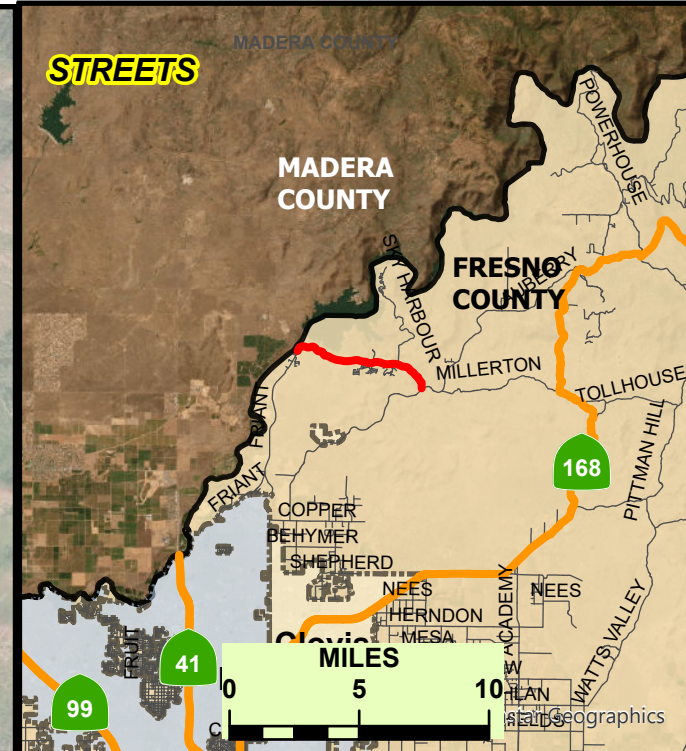 MADERA COUNTY
STREETS
POWERHOUSE
MADERA
COUNTY
SKY HARBOUR
FRESNO
COUNTY
MILLERTON
TOLLHOUSE
FRIANT
168
PITTMAN HILL
FRIANT
COPPER
BEHYMER
SHEPHERD
NEES
NEES
HERNDON
ACADEMY
MESA
WATTS VALLEY
FRUIT
Clovis
41
MILES
0 5 10
99
Geographics